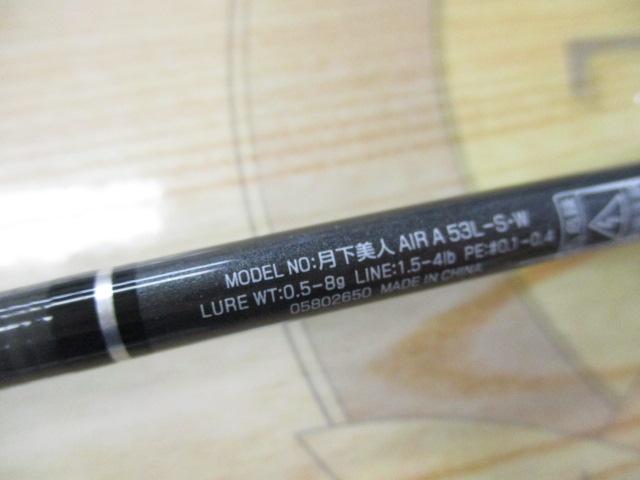 MODEL NO:月下美人 AIR A 53L-S・W
LURE WT:0.5-8g LINE:1.5-4lb PE:#0.1-0.4
05802650 MADE IN CHINA